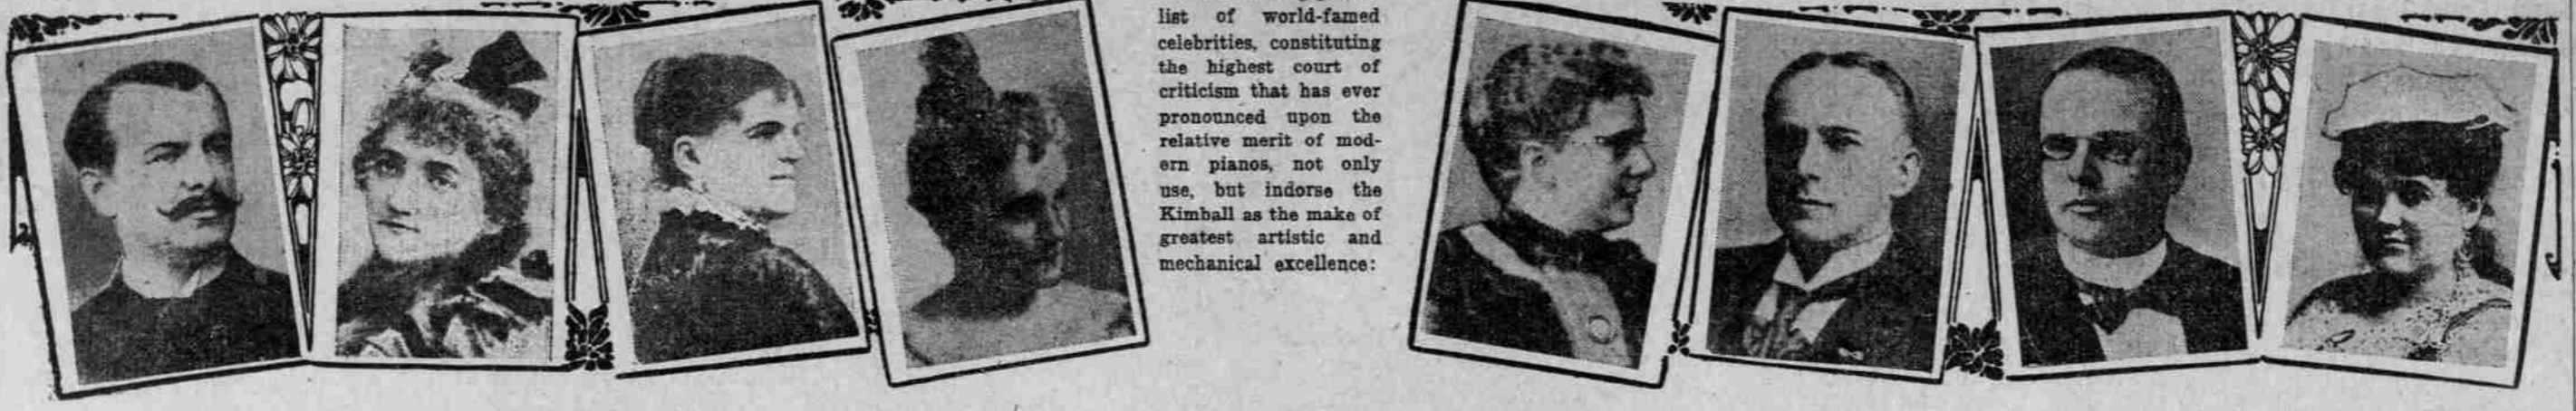 list of world-famed
celebrities, constituting
the highest court of
criticism that has ever
pronounced upon the
relative merit of mod-
ern pianos, not only
use, but indorse the
Kimball as the make of
greatest artistic and
mechanical excellence: